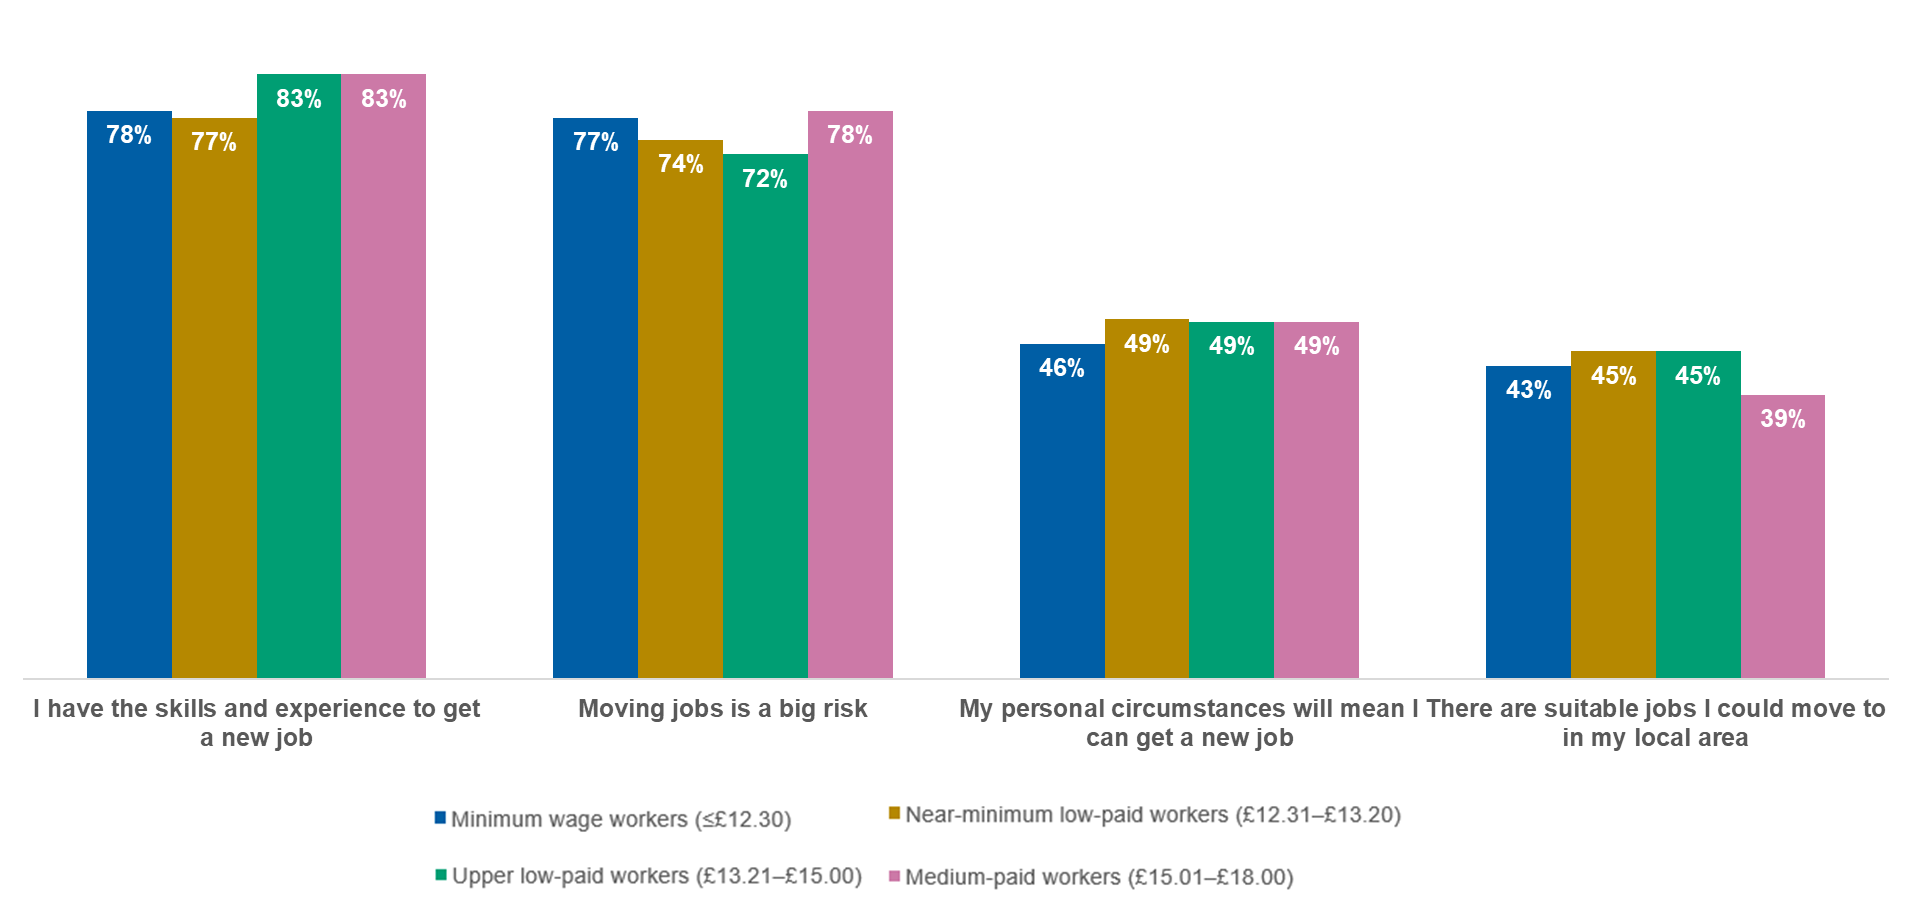 83% 83%
78% 77%
77% 74% 72% 78%
46% 49% 49% 49%
43% 45% 45% 39%
I have the skills and experience to get
a new job
Moving jobs is a big risk
My personal circumstances will mean I
can get a new job
There are suitable jobs I could move to
in my local area
Minimum wage workers (≤£12.30)
Near-minimum low-paid workers (£12.31–£13.20)
Upper low-paid workers (£13.21–£15.00)
Medium-paid workers (£15.01–£18.00)